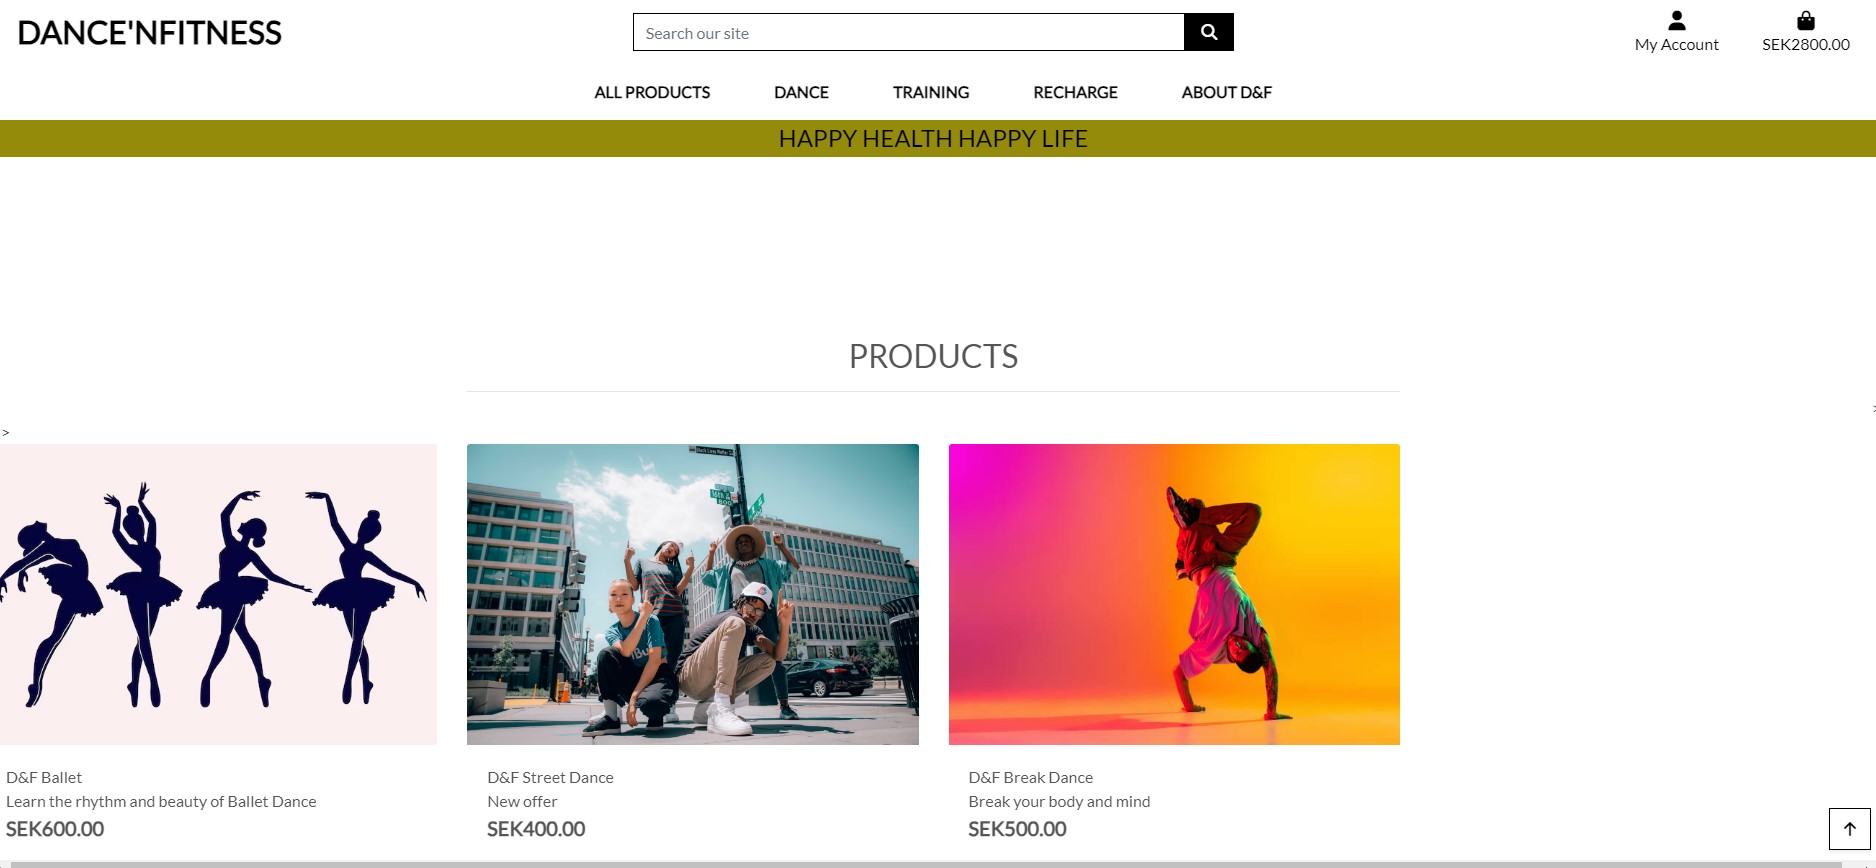 DANCE'NFITNESS
Search our site
My Account
SEK2800.00
ALL PRODUCTS DANCE TRAINING RECHARGE ABOUT D&F
HAPPY HEALTH HAPPY LIFE
PRODUCTS
>
>
D&F Ballet
Learn the rhythm and beauty of Ballet Dance
SEK600.00
D&F Street Dance
New offer
SEK400.00
D&F Break Dance
Break your body and mind
SEK500.00